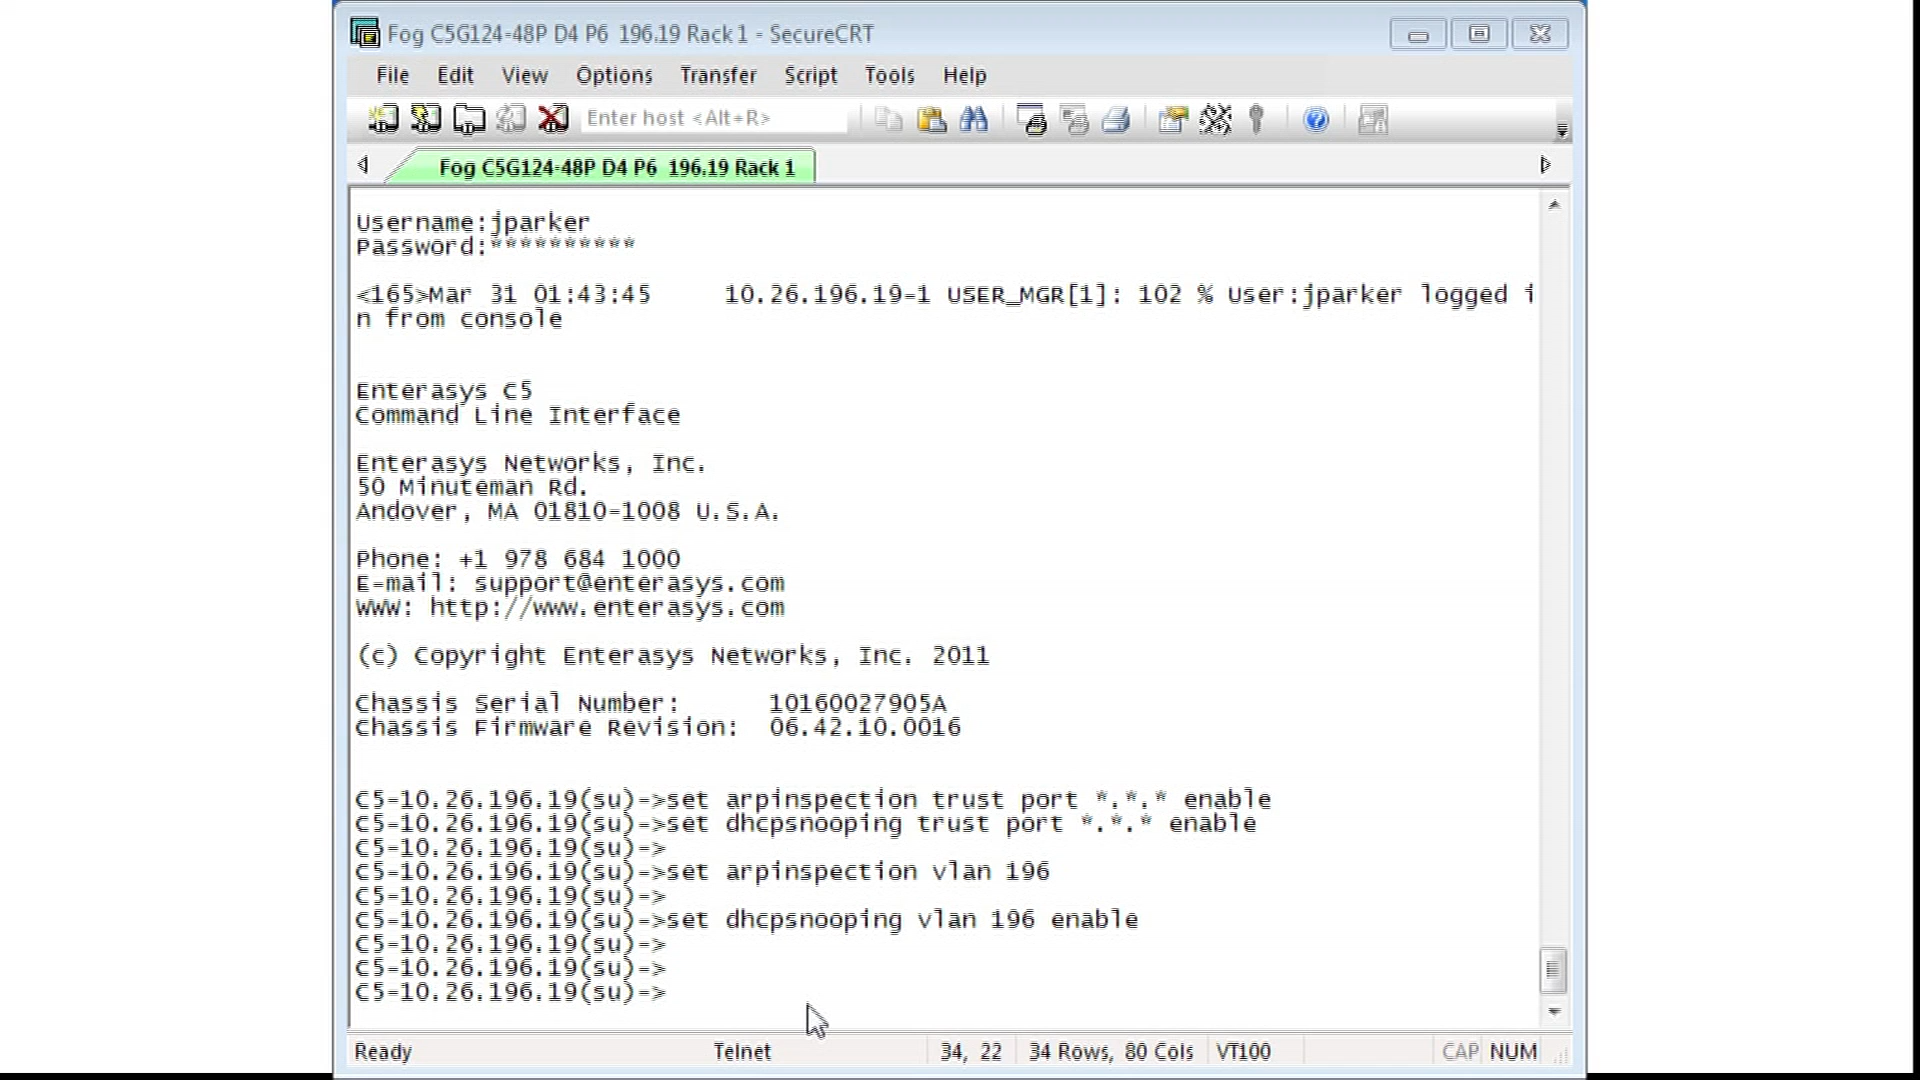 Fog C5G124-48P D4 P6  196.19 Rack 1 - SecureCRT
File Edit View Options Transfer Script Tools Help
Enter host <Alt+R>
Fog C5G124-48P D4 P6  196.19 Rack 1
Username:jparker
Password:**********
<165>Mar 31 01:43:45     10.26.196.19-1 USER_MGR[1]: 102 % User:jparker logged i
n from console
Enterasys C5
Command Line Interface
Enterasys Networks, Inc.
50 Minuteman Rd.
Andover, MA 01810-1008 U.S.A.
Phone: +1 978 684 1000
E-mail: support@enterasys.com
WWW: http://www.enterasys.com
(c) Copyright Enterasys Networks, Inc. 2011
Chassis Serial Number:      10160027905A
Chassis Firmware Revision:  06.42.10.0016
C5-10.26.196.19(su)->set arpinspection trust port *.*.* enable
C5-10.26.196.19(su)->set dhcpsnooping trust port *.*.* enable
C5-10.26.196.19(su)->
C5-10.26.196.19(su)->set arpinspection vlan 196
C5-10.26.196.19(su)->
C5-10.26.196.19(su)->set dhcpsnooping vlan 196 enable
C5-10.26.196.19(su)->
C5-10.26.196.19(su)->
C5-10.26.196.19(su)->
Ready Telnet 34, 22 34 Rows, 80 Cols VT100 CAP NUM